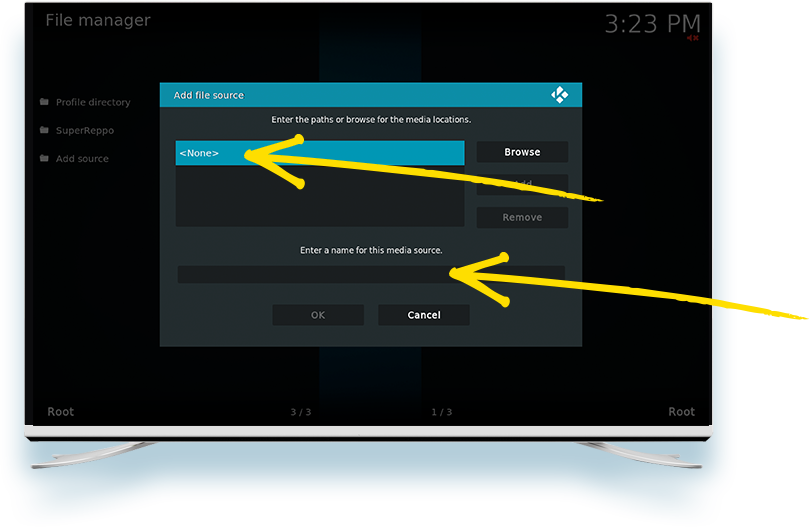 File manager
3:23 PM
Profile directory
SuperReppo
Add source
Add file source
Enter the paths or browse for the media locations.
<None>
Browse
Remove
Enter a name for this media source.
OK
Cancel
Root
3 / 3
1 / 3
Root